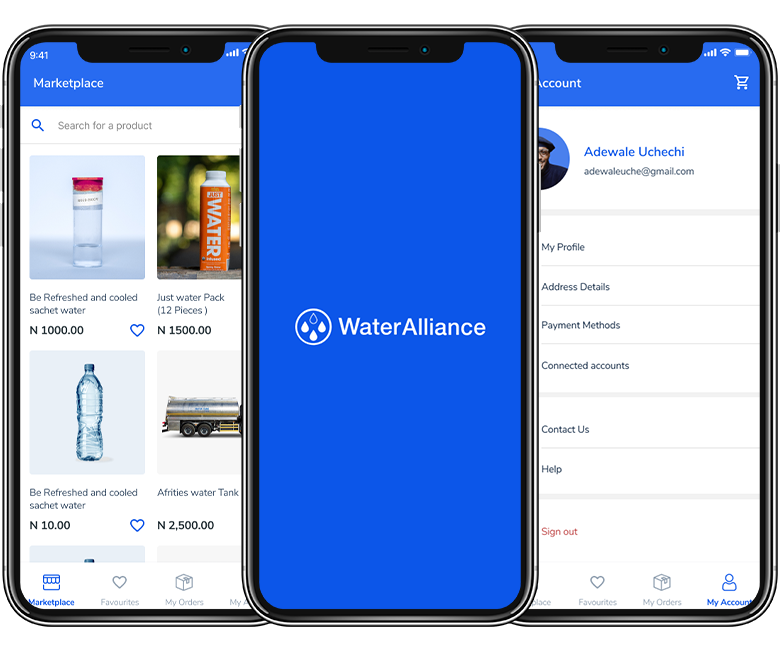 9:41
Marketplace
Search for a product
JUST
WATER
Be Refreshed and cooled
sachet water
N 1000.00
Just water Pack
(12 Pieces )
N 1500.00
Be Refreshed and cooled
sachet water
N 10.00
Afrities water Tank
N 2,500.00
Marketplace
Favourites
My Orders
My A
WaterAlliance
Account
Adewale Uchechi
adewaleuche@gmail.com
My Profile
Address Details
Payment Methods
Connected accounts
Contact Us
Help
Sign out
place
Favourites
My Orders
My Account